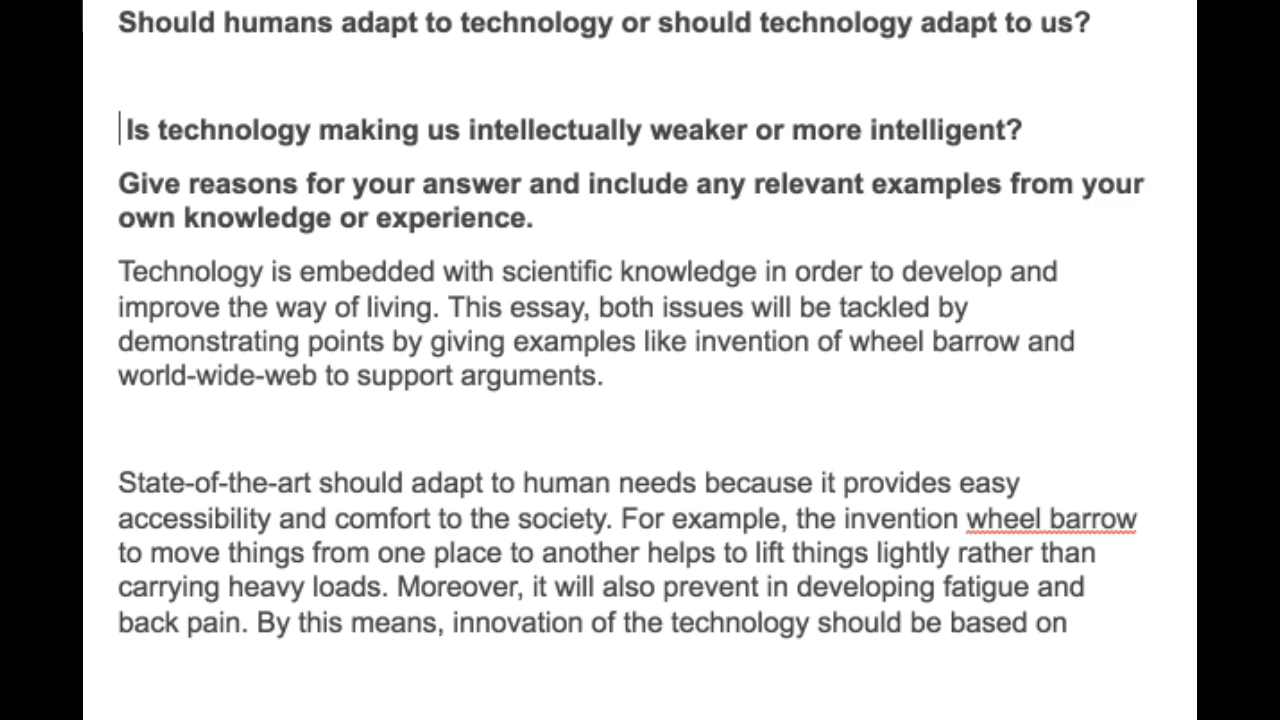 Should humans adapt to technology or should technology adapt to us?
Is technology making us intellectually weaker or more intelligent?
Give reasons for your answer and include any relevant examples from your
own knowledge or experience.
Technology is embedded with scientific knowledge in order to develop and
improve the way of living. This essay, both issues will be tackled by
demonstrating points by giving examples like invention of wheel barrow and
world-wide-web to support arguments.
State-of-the-art should adapt to human needs because it provides easy
accessibility and comfort to the society. For example, the invention wheel barrow
to move things from one place to another helps to lift things lightly rather than
carrying heavy loads. Moreover, it will also prevent in developing fatigue and
back pain. By this means, innovation of the technology should be based on